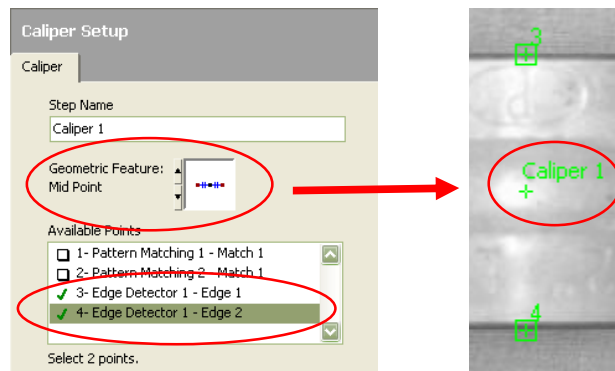 Caliper Setup
Caliper
Step Name
Caliper 1
Geometric Feature:
Mid Point
Available Points
1- Pattern Matching 1 - Match 1
2- Pattern Matching 2 - Match 1
3- Edge Detector 1 - Edge 1
4- Edge Detector 1 - Edge 2
Select 2 points.
3
Caliper 1
4